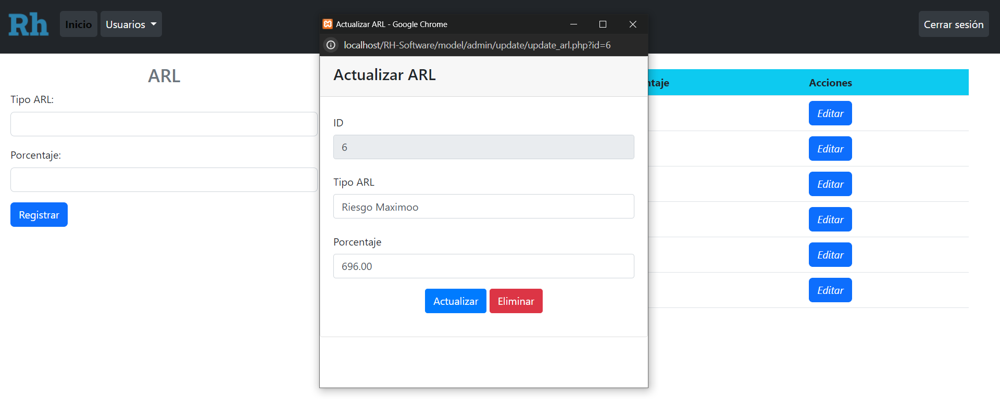 Rh Inicio Usuarios Cerrar sesión
Actualizar ARL - Google Chrome
localhost/RH-Software/model/admin/update/update_arl.php?id=6
ARL
Tipo ARL:
Porcentaje:
Registrar
Actualizar ARL
ID
6
Tipo ARL
Riesgo Maximoo
Porcentaje
696.00
Actualizar Eliminar
ntaje Acciones
Editar
Editar
Editar
Editar
Editar
Editar